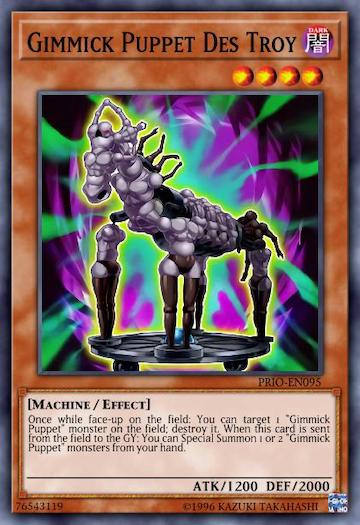 Gimmick Puppet Des Troy
DARK
闇
PRIO-EN095
[Machine / Effect]
Once while face-up on the field: You can target 1 "Gimmick
Puppet" monster on the field; destroy it. When this card is sent
from the field to the GY: You can Special Summon 1 or 2 "Gimmick
Puppet" monsters from your hand.
ATK/1200 DEF/2000
76543119
©1996 KAZUKI TAKAHASHI